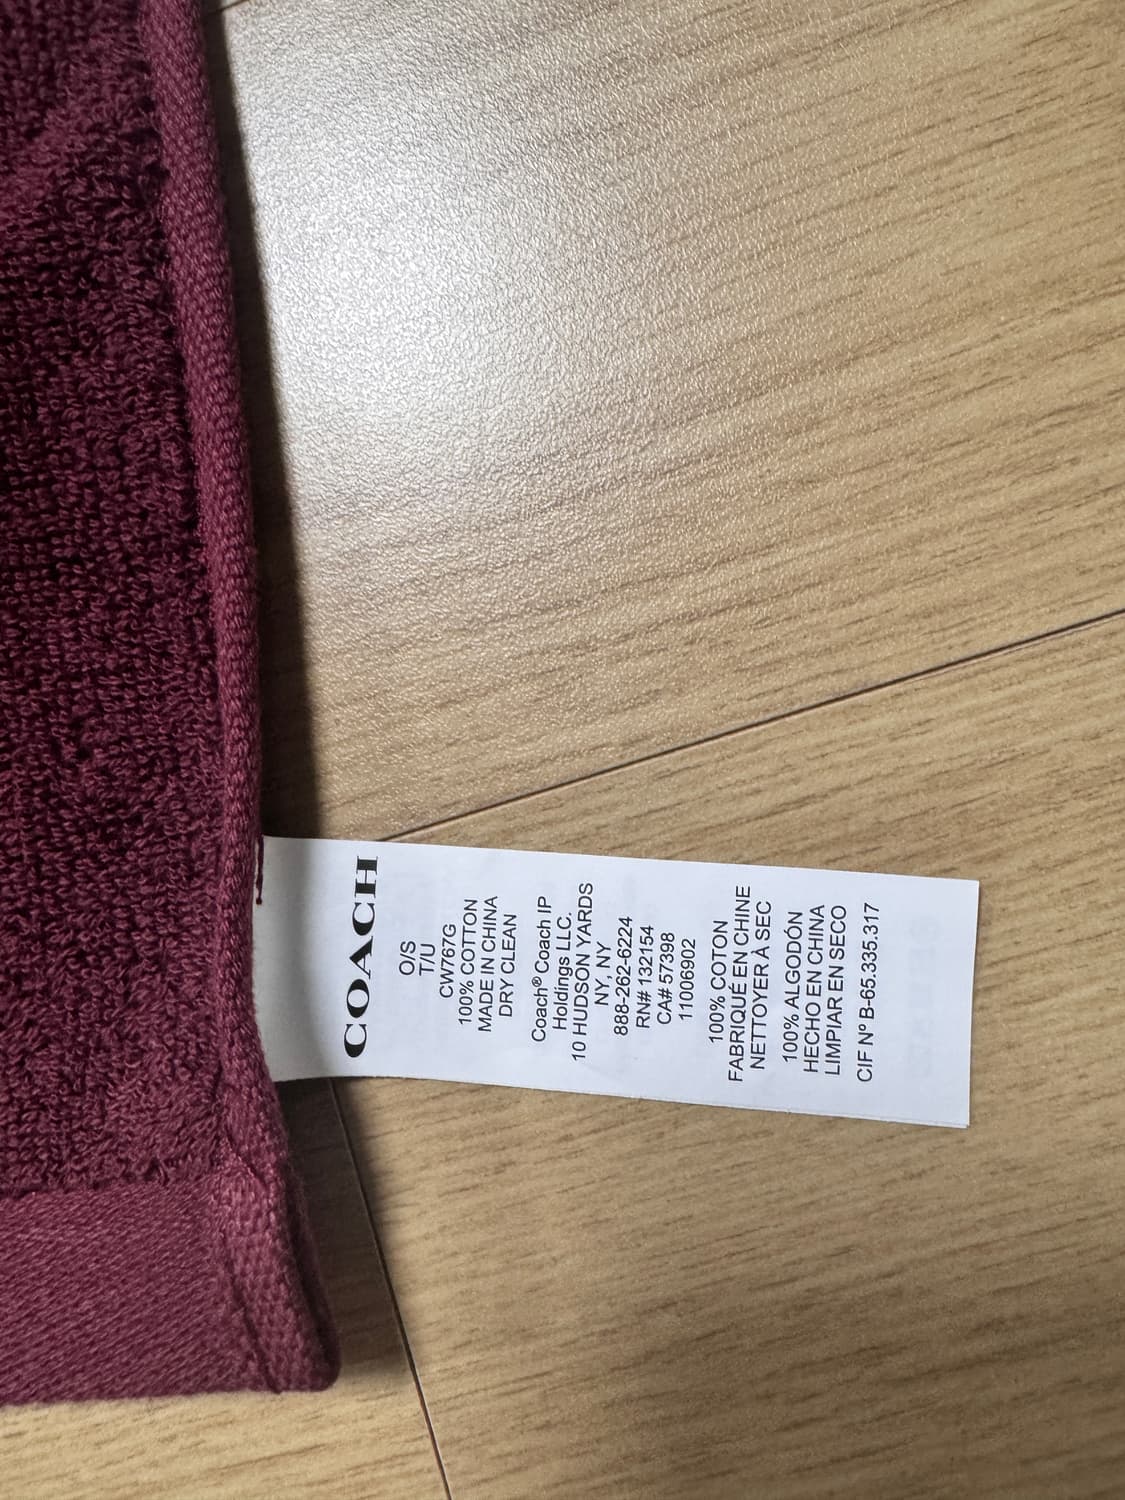 COACH
O/S
T/U
CW767G
100% COTTON
MADE IN CHINA
DRY CLEAN
Coach® Coach IP
Holdings LLC.
10 HUDSON YARDS
NY, NY
888-262-6224
RN# 132154
CA# 57398
11006902
100% COTON
FABRIQUÉ EN CHINE
NETTOYER À SEC
100% ALGODÓN
HECHO EN CHINA
LIMPIAR EN SECO
CIF Nº B-65.335.317